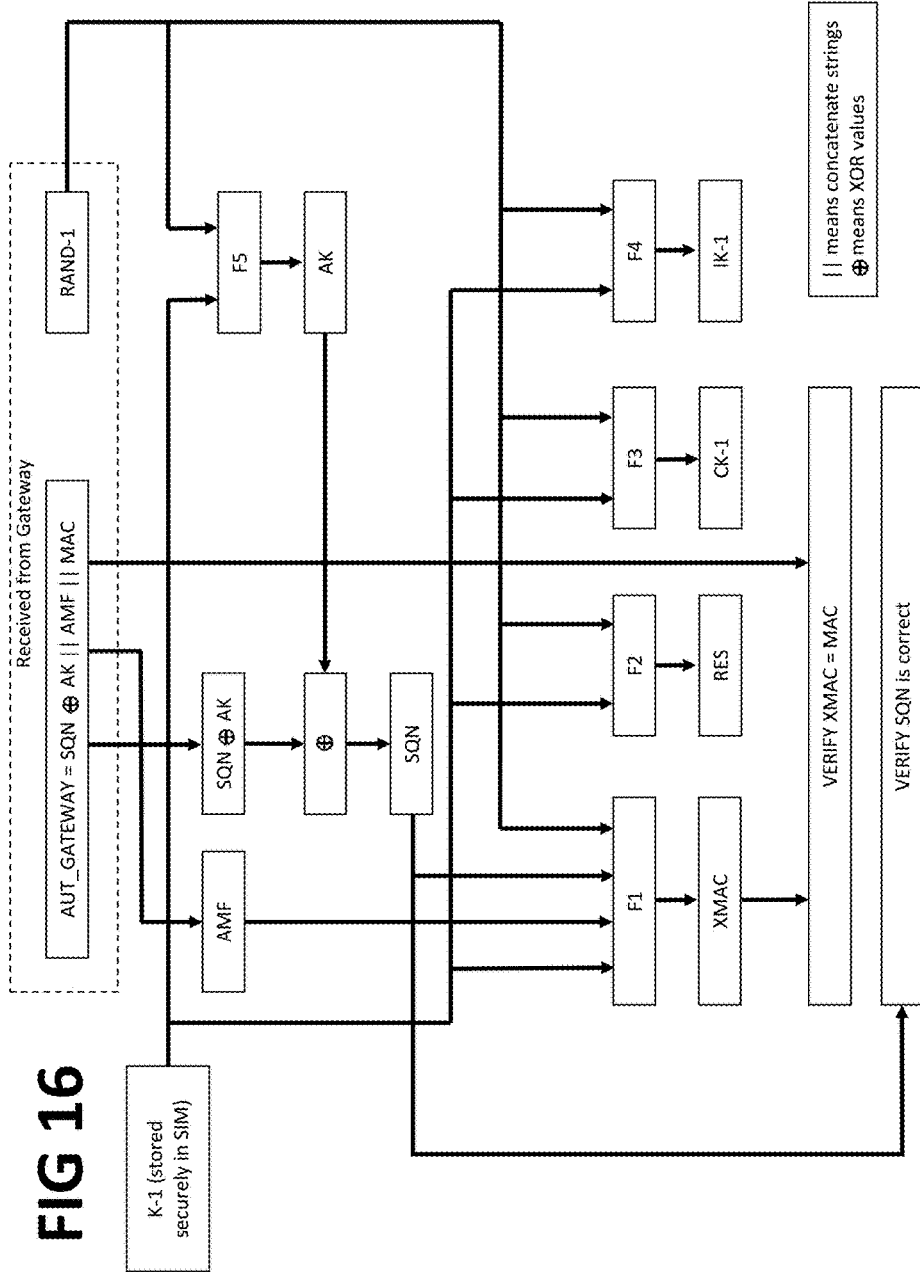 FIG 16
Received from Gateway
AUT_GATEWAY = SQN ⊕ AK || AMF || MAC
RAND-1
K-1 (stored
securely in SIM)
AMF
SQN ⊕ AK
F5
⊕
AK
SQN
F1
F2
F3
F4
XMAC
RES
CK-1
IK-1
VERIFY XMAC = MAC
VERIFY SQN is correct
|| means concatenate strings
⊕ means XOR values